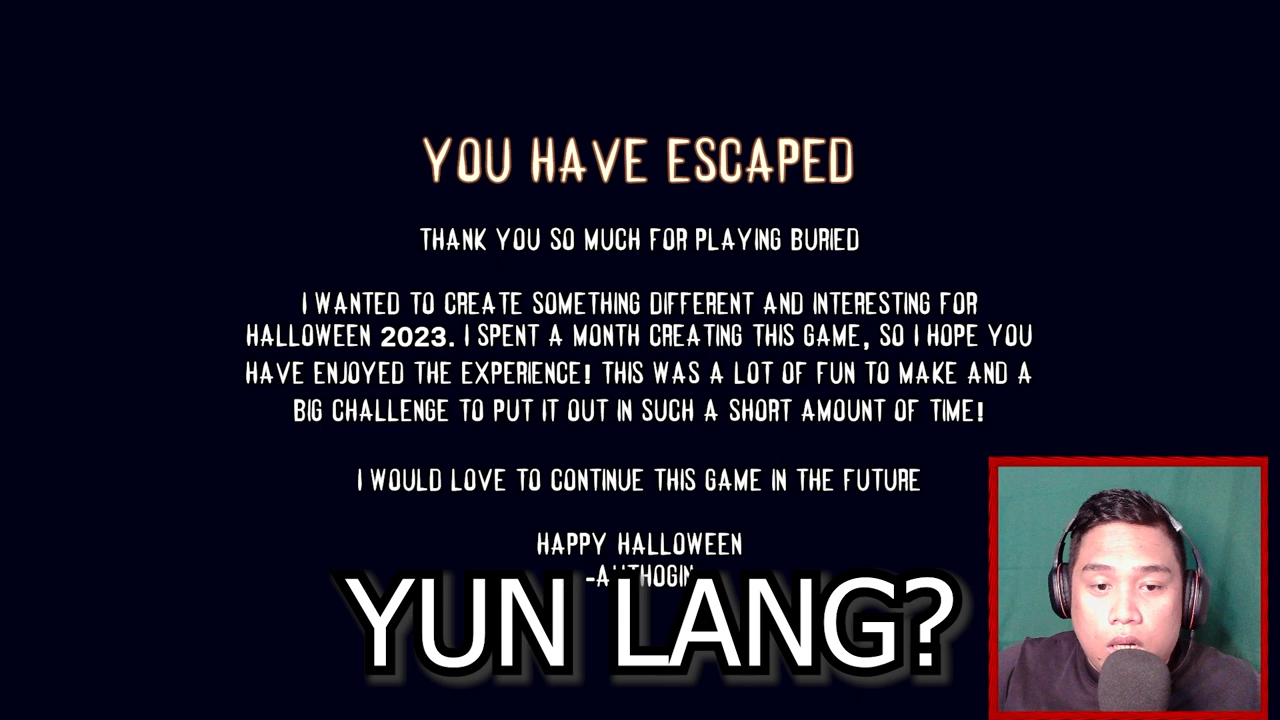 YOU HAVE ESCAPED
THANK YOU SO MUCH FOR PLAYING BURIED
I WANTED TO CREATE SOMETHING DIFFERENT AND INTERESTING FOR
HALLOWEEN 2023. I SPENT A MONTH CREATING THIS GAME, SO I HOPE YOU
HAVE ENJOYED THE EXPERIENCE! THIS WAS A LOT OF FUN TO MAKE AND A
BIG CHALLENGE TO PUT IT OUT IN SUCH A SHORT AMOUNT OF TIME!
I WOULD LOVE TO CONTINUE THIS GAME IN THE FUTURE
HAPPY HALLOWEEN
YUN LANG?